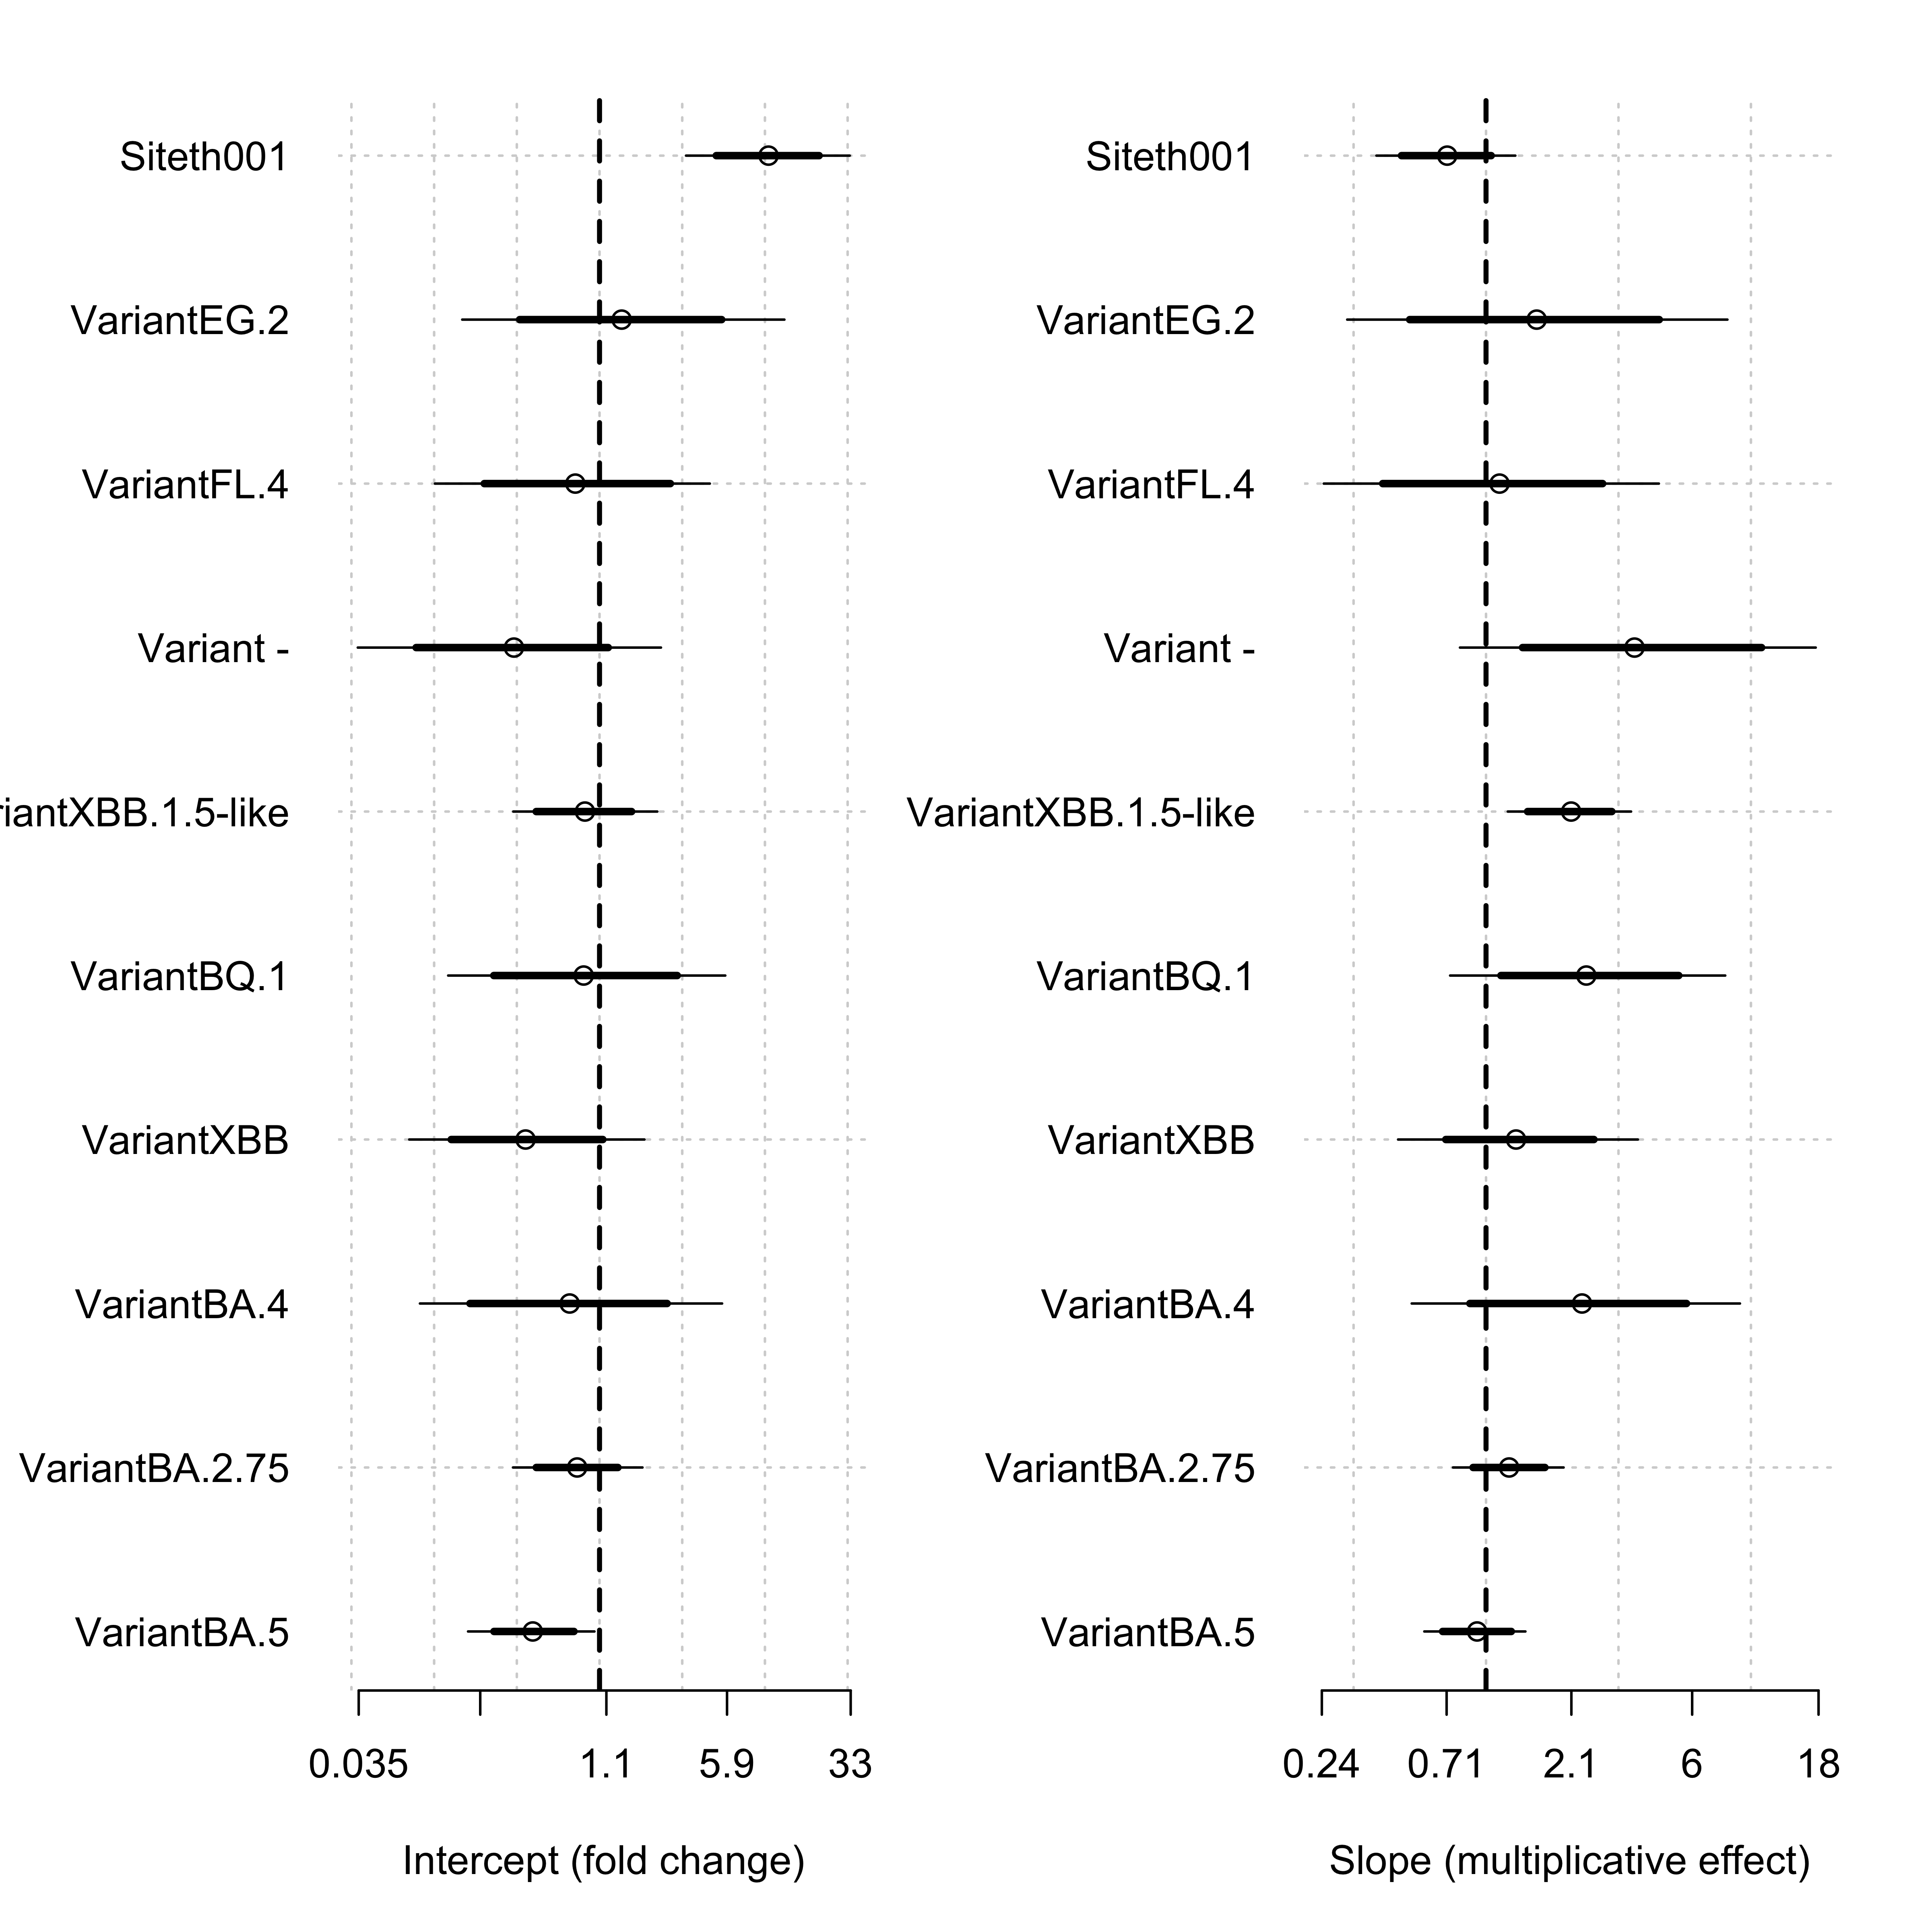 Siteth001
VariantEG.2
VariantFL.4
Variant -
riantXBB.1.5-like
VariantBQ.1
VariantXBB
VariantBA.4
VariantBA.2.75
VariantBA.5
0.035 1.1 5.9 33
Intercept (fold change)
Siteth001
VariantEG.2
VariantFL.4
Variant -
VariantXBB.1.5-like
VariantBQ.1
VariantXBB
VariantBA.4
VariantBA.2.75
VariantBA.5
0.24 0.71 2.1 6 18
Slope (multiplicative effect)